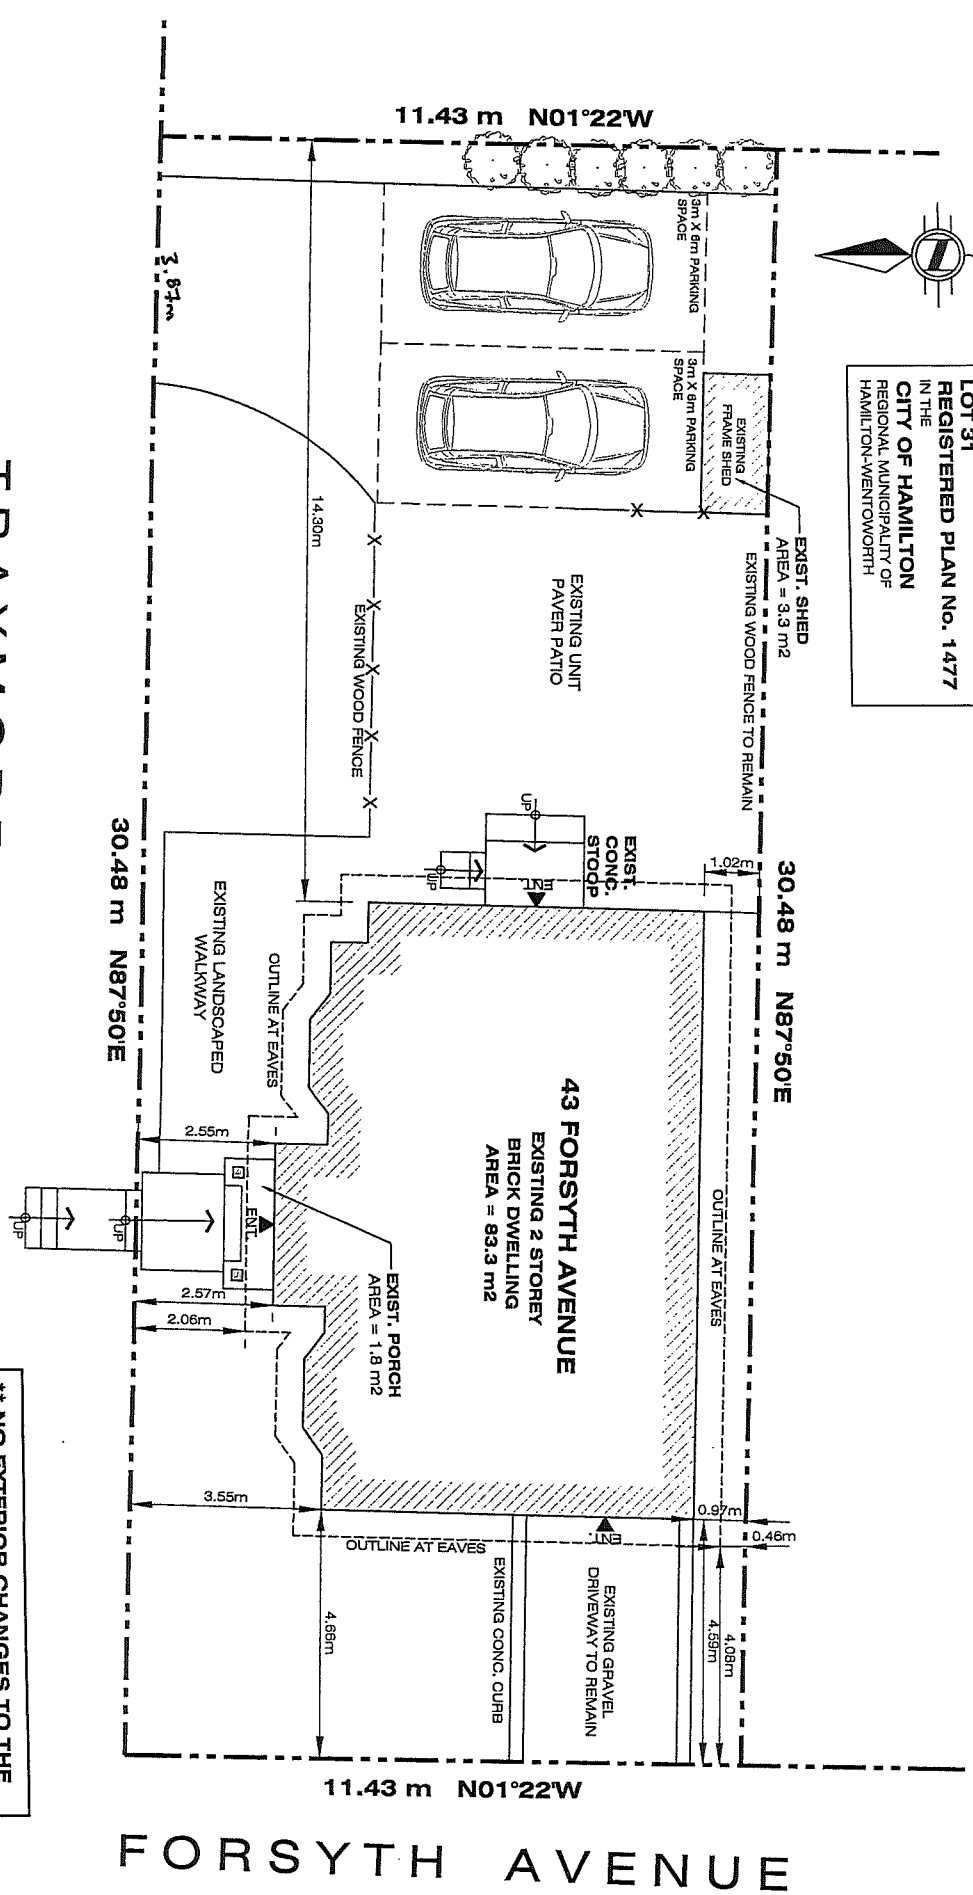 11.43 m N01°22'W
LOT 31
REGISTERED PLAN No. 1477
IN THE
CITY OF HAMILTON
REGIONAL MUNICIPALITY OF
HAMILTON-WENTOWORTH
3m X 6m PARKING
SPACE
3m X 6m PARKING
SPACE
EXISTING
FRAME SHED
EXIST. SHED
AREA = 3.3 m2
EXISTING WOOD FENCE TO REMAIN
3.87m
14.30m
EXISTING UNIT
PAVER PATIO
EXISTING WOOD FENCE
30.48 m N87°50'E
30.48 m N87°50'E
1.02m
EXIST.
CONC.
STOOP
UP
UP
ENT.
EXISTING LANDSCAPED
WALKWAY
OUTLINE AT EAVES
43 FORSYTH AVENUE
EXISTING 2 STOREY
BRICK DWELLING
AREA = 83.3 m2
OUTLINE AT EAVES
2.55m
ENT.
UP
UP
EXIST. PORCH
AREA = 1.8 m2
2.57m
2.06m
3.55m
0.97m
0.46m
ENT.
OUTLINE AT EAVES
EXISTING CONC. CURB
EXISTING GRAVEL
DRIVEWAY TO REMAIN
4.66m
4.08m
4.59m
** NO EXTERIOR CHANGES TO THE
11.43 m N01°22'W
FORSYTH AVENUE